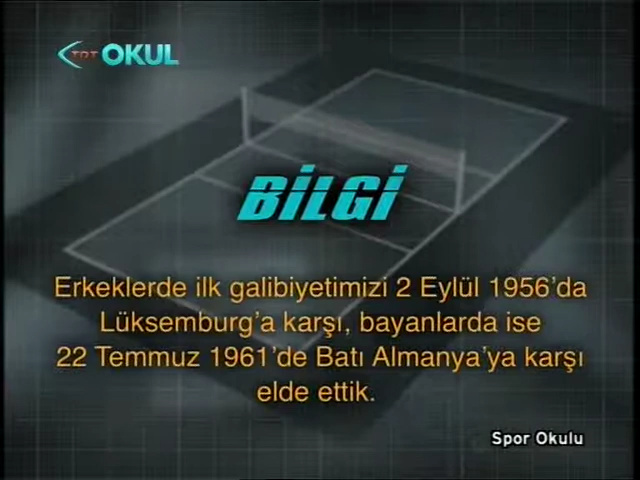 TRT OKUL
BİLGİ
Erkeklerde ilk galibiyetimizi 2 Eylül 1956'da
Lüksemburg'a karşı, bayanlarda ise
22 Temmuz 1961'de Batı Almanya'ya karşı
elde ettik.
Spor Okulu